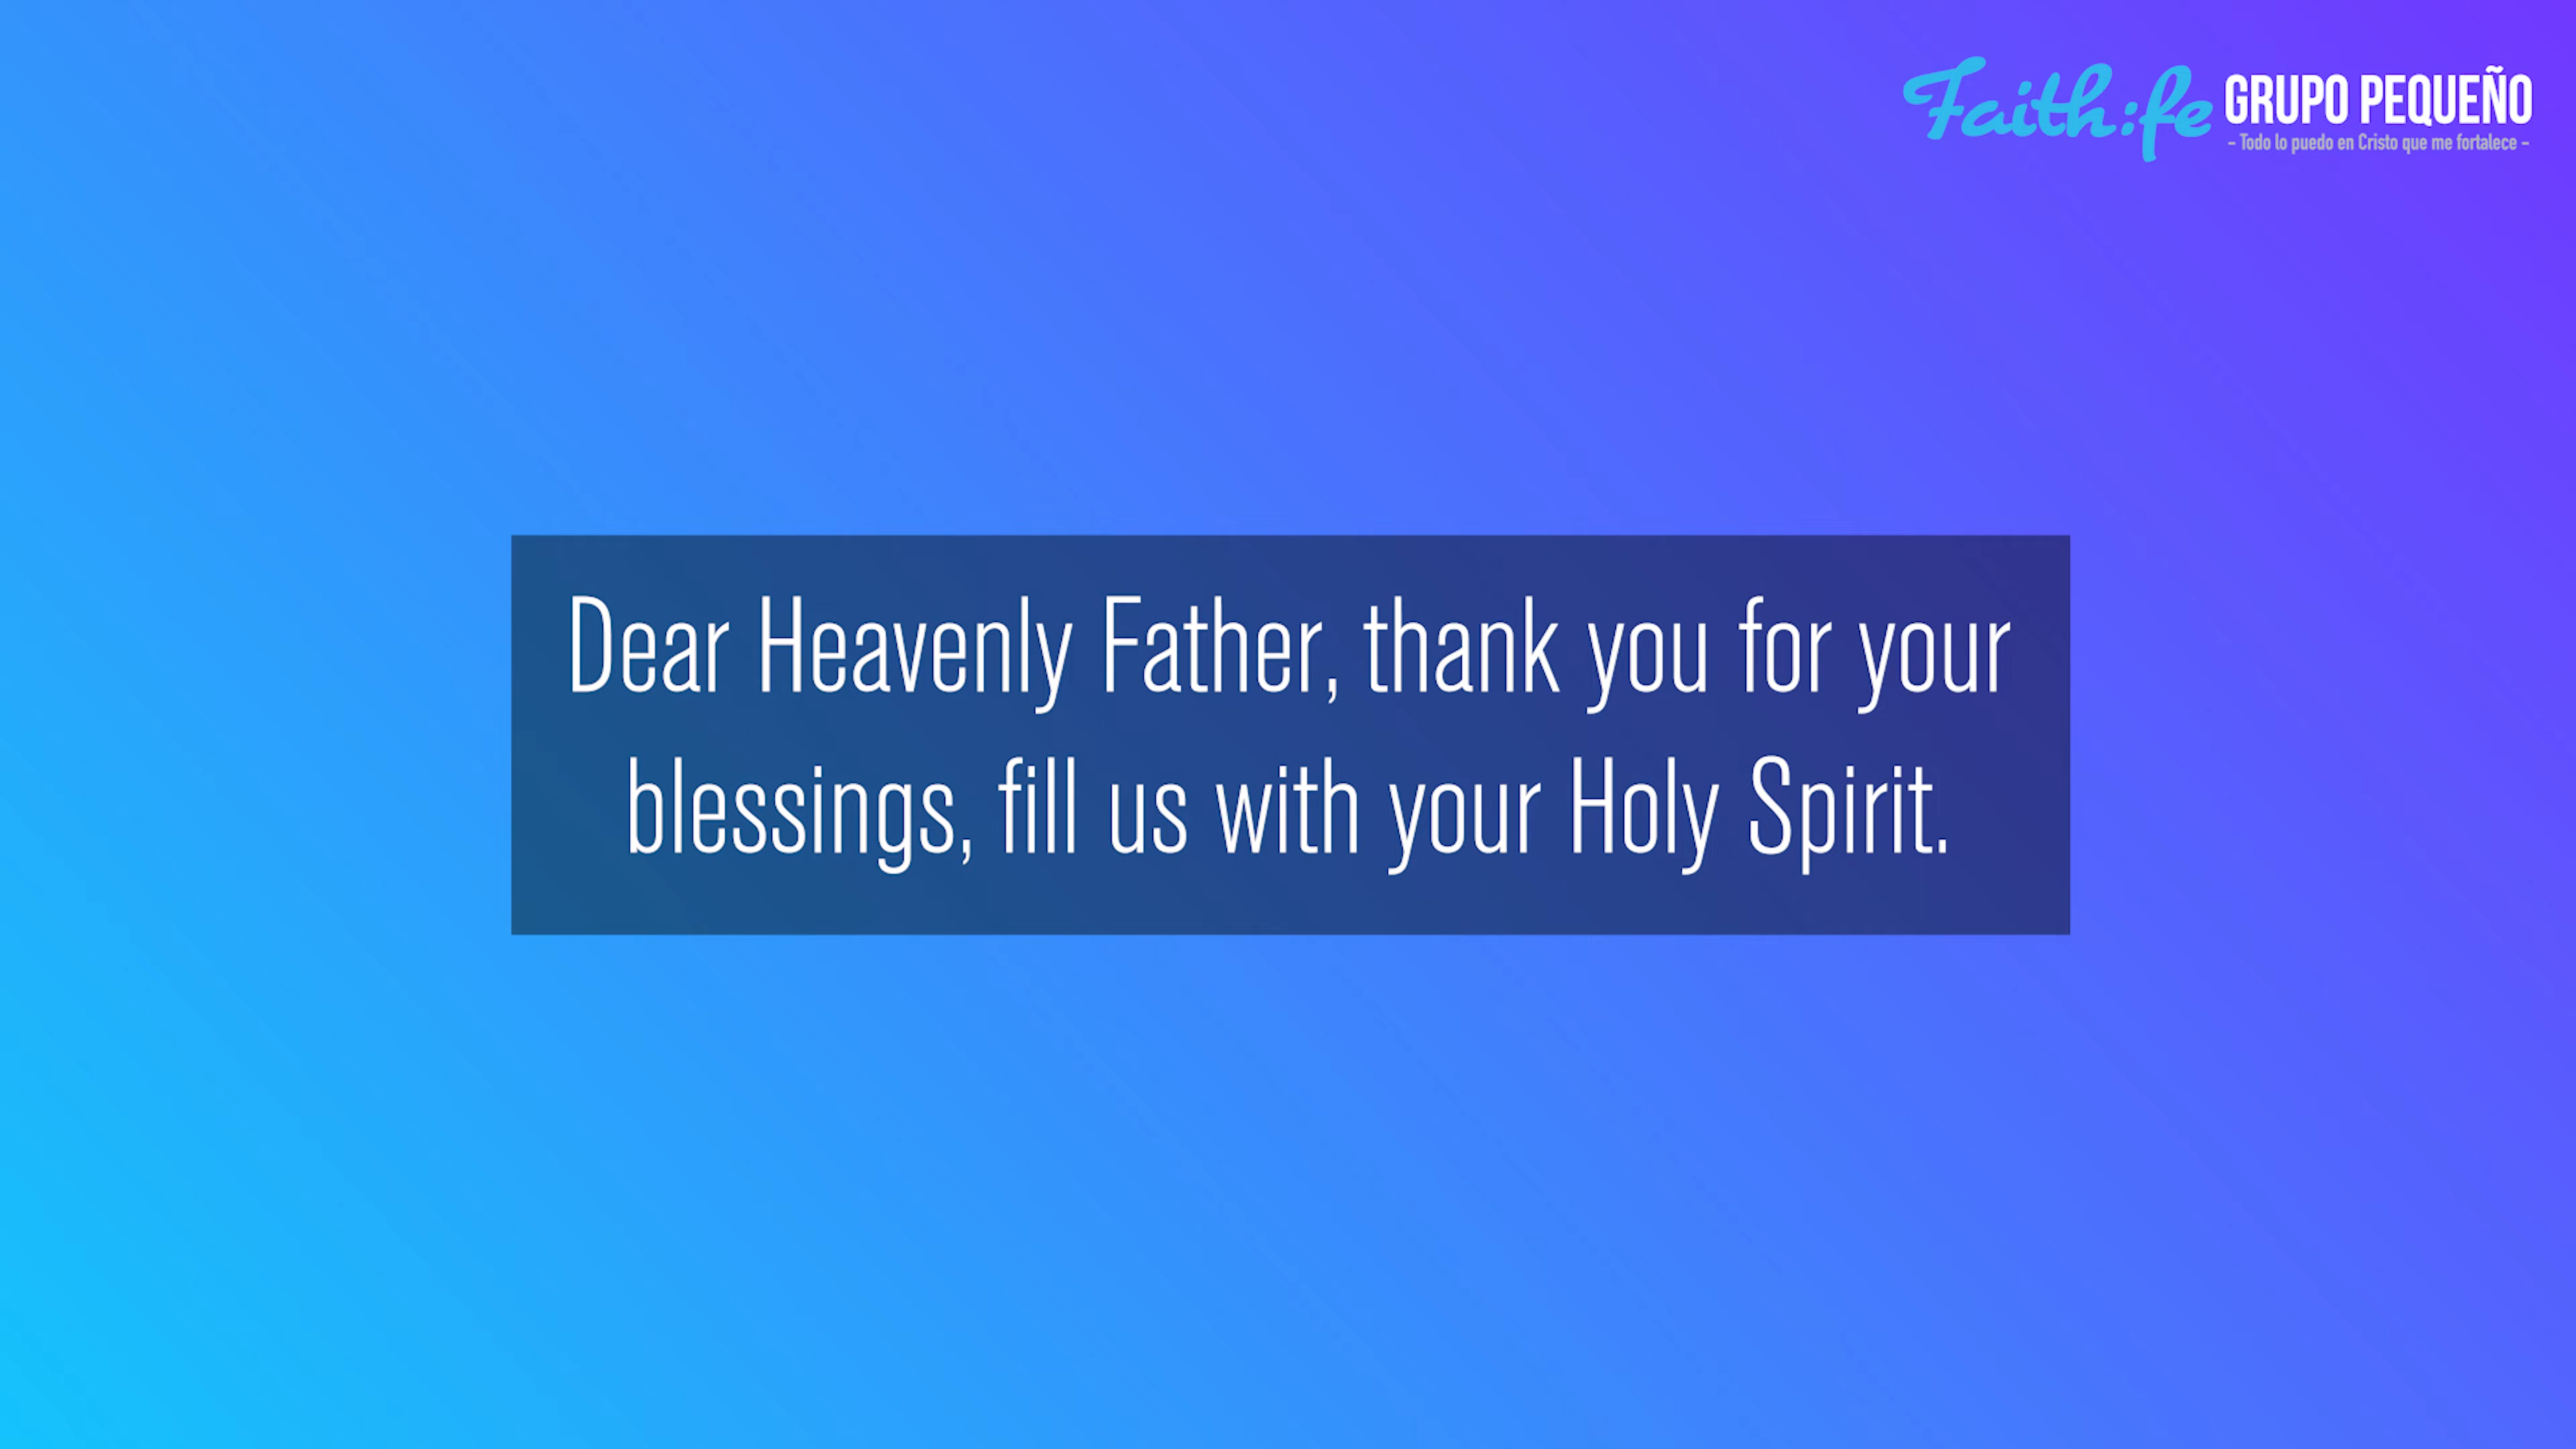 Faith:fe GRUPO PEQUEÑO
- Todo lo puedo en Cristo que me fortalece -
Dear Heavenly Father, thank you for your
blessings, fill us with your Holy Spirit.